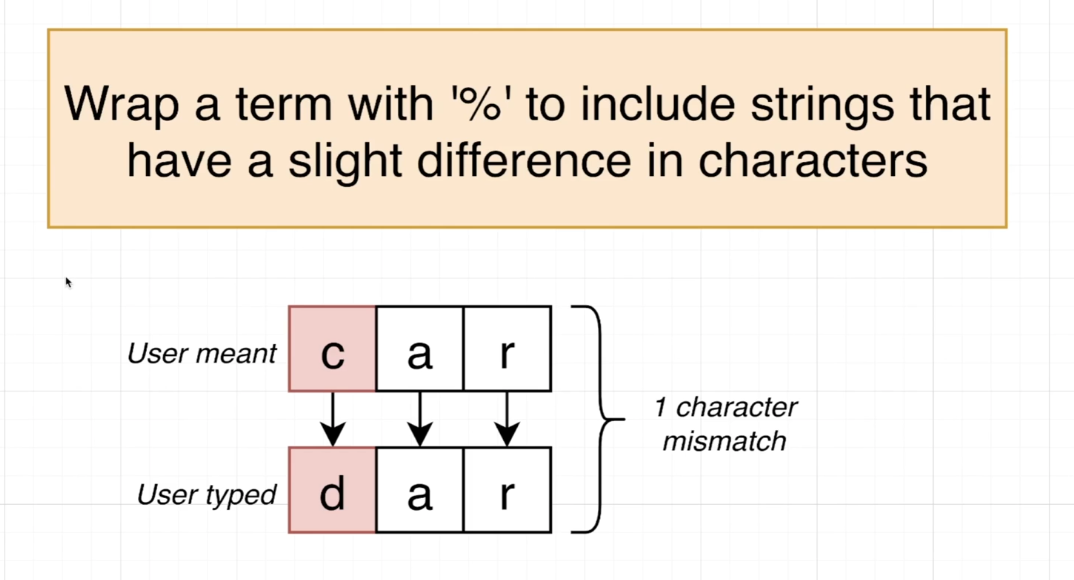 Wrap a term with '%' to include strings that
have a slight difference in characters
User meant c a r
1 character
mismatch
User typed d a r